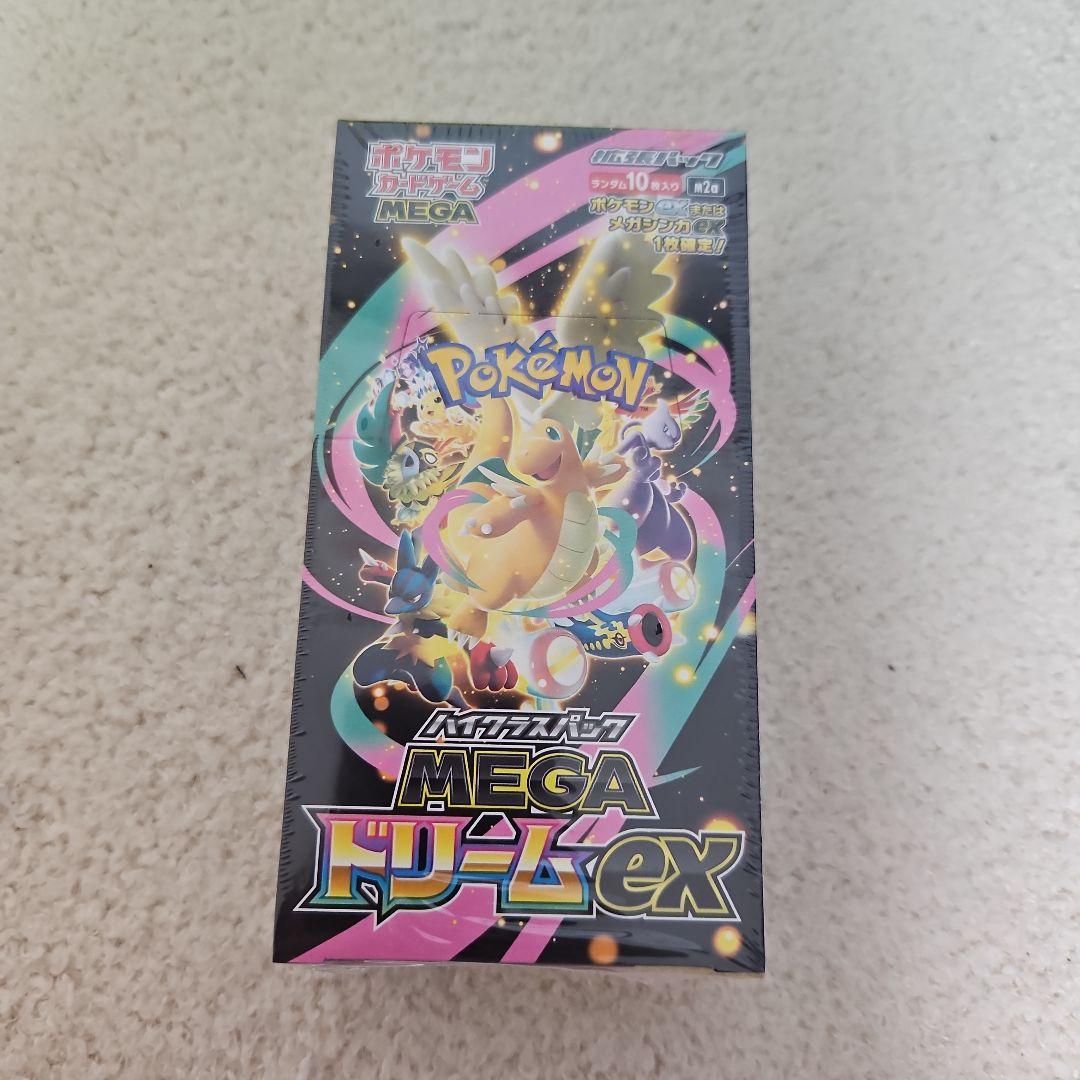 ポケモン
カードゲーム
MEGA
拡張パック
ランダム10枚入り m2a
ポケモンexまたは
メガシンカex
1枚確定!
POKéMON
TM
ハイクラスパック
MEGA
ドリームex